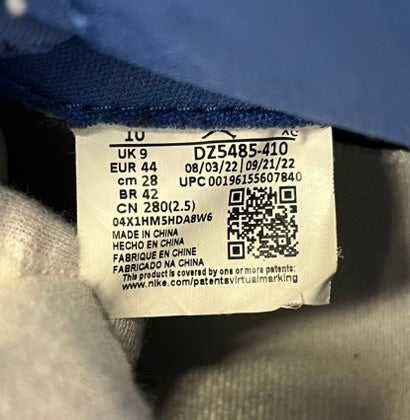 10 XC
UK 9 DZ5485-410
EUR 44 08/03/22 | 09/21/22
cm 28 UPC 00196155607840
BR 42
CN 280(2.5)
04X1HM5HDA8W6
MADE IN CHINA
HECHO EN CHINA
FABRIQUE EN CHINE
FABRICADO NA CHINA
This product is covered by one or more patents:
www.nike.com/patentsvirtualmarking